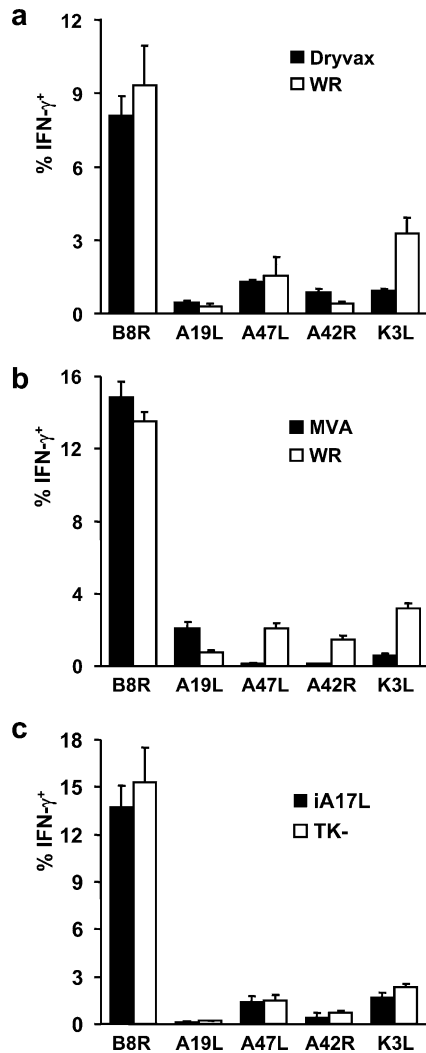 a
12
9
6
3
0
% IFN-γ+
Dryvax
WR
B8R A19L A47L A42R K3L
b
16
12
8
4
0
% IFN-γ+
MVA
WR
B8R A19L A47L A42R K3L
c
18
15
12
9
6
3
0
% IFN-γ+
iA17L
TK-
B8R A19L A47L A42R K3L